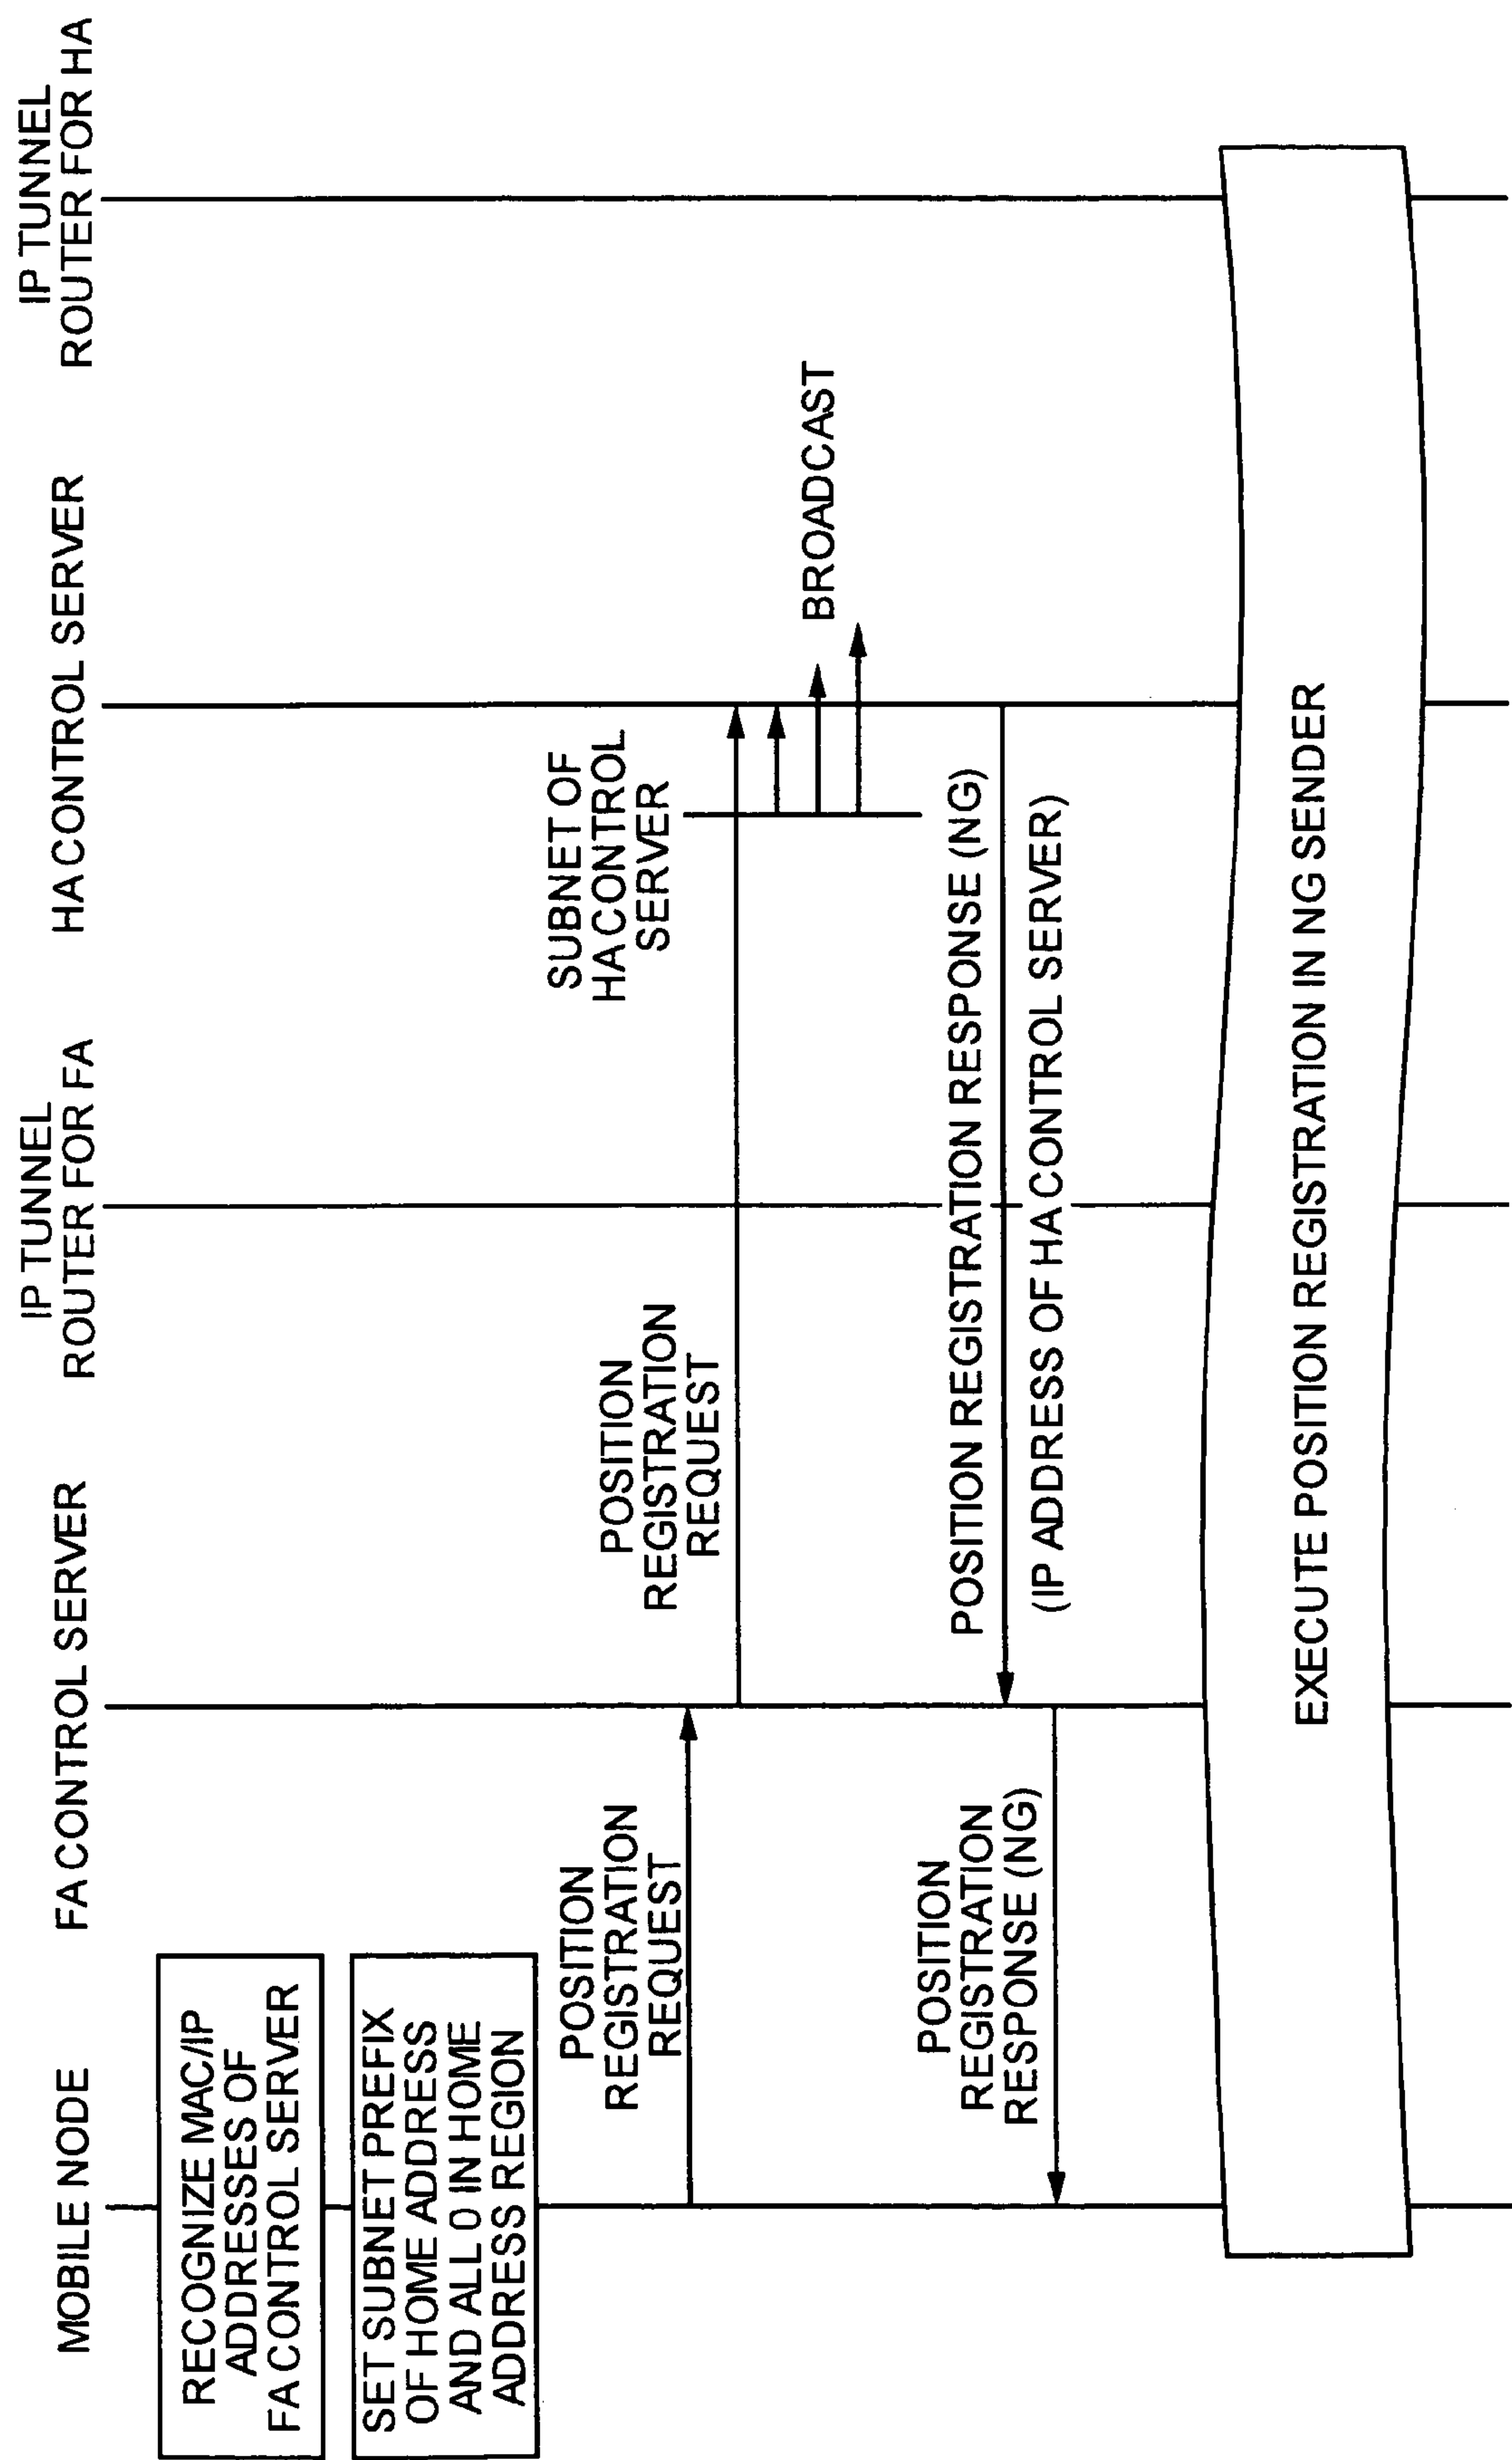 MOBILE NODE
FA CONTROL SERVER
IP TUNNEL
ROUTER FOR FA
HA CONTROL SERVER
IP TUNNEL
ROUTER FOR HA
RECOGNIZE MAC/IP
ADDRESSES OF
FA CONTROL SERVER
SET SUBNET PREFIX
OF HOME ADDRESS
AND ALL 0 IN HOME
ADDRESS REGION
POSITION
REGISTRATION
REQUEST
POSITION
REGISTRATION
REQUEST
SUBNET OF
HA CONTROL
SERVER
BROADCAST
POSITION REGISTRATION RESPONSE (NG)
(IP ADDRESS OF HA CONTROL SERVER)
POSITION
REGISTRATION
RESPONSE (NG)
EXECUTE POSITION REGISTRATION IN NG SENDER